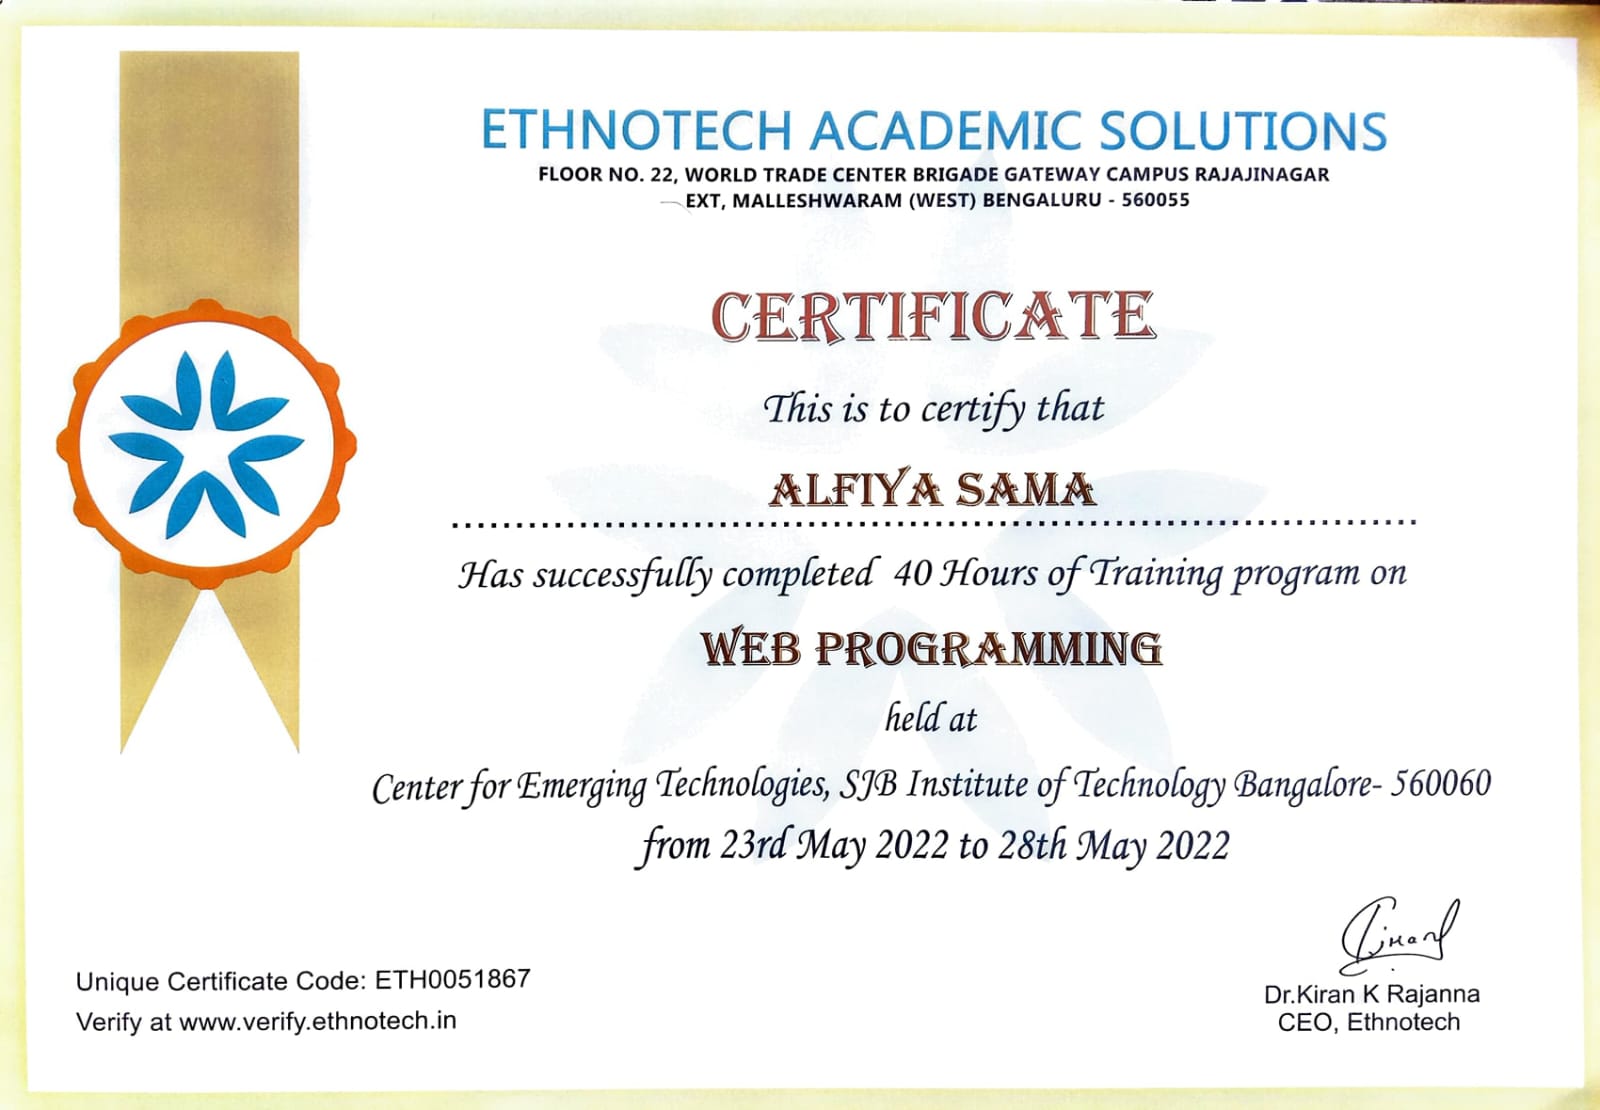 ETHNOTECH ACADEMIC SOLUTIONS
FLOOR NO. 22, WORLD TRADE CENTER BRIGADE GATEWAY CAMPUS RAJAJINAGAR
EXT, MALLESHWARAM (WEST) BENGALURU - 560055
CERTIFICATE
This is to certify that
ALFIYA SAMA
Has successfully completed 40 Hours of Training program on
WEB PROGRAMMING
held at
Center for Emerging Technologies, SJB Institute of Technology Bangalore- 560060
from 23rd May 2022 to 28th May 2022
Unique Certificate Code: ETH0051867
Verify at www.verify.ethnotech.in
Dr.Kiran K Rajanna
CEO, Ethnotech